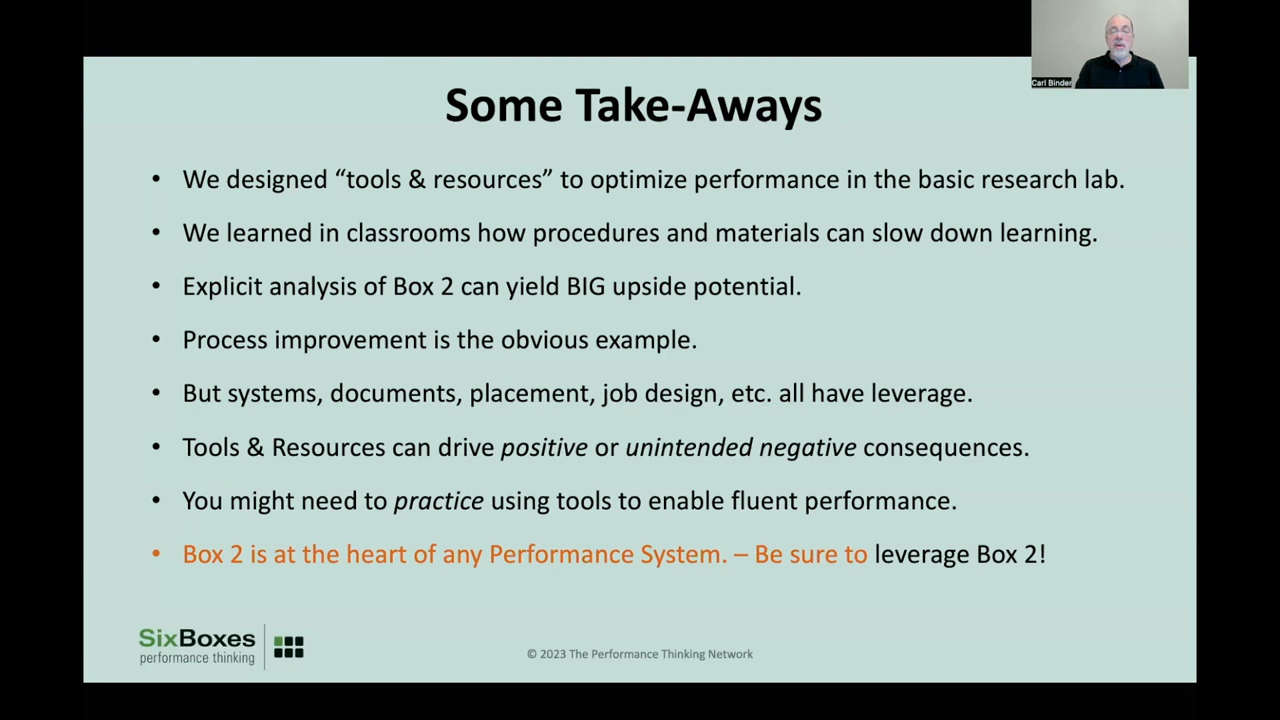 Carl Binder
Some Take-Aways
• We designed “tools & resources” to optimize performance in the basic research lab.
• We learned in classrooms how procedures and materials can slow down learning.
• Explicit analysis of Box 2 can yield BIG upside potential.
• Process improvement is the obvious example.
• But systems, documents, placement, job design, etc. all have leverage.
• Tools & Resources can drive positive or unintended negative consequences.
• You might need to practice using tools to enable fluent performance.
• Box 2 is at the heart of any Performance System. – Be sure to leverage Box 2!
SixBoxes
performance thinking
© 2023 The Performance Thinking Network